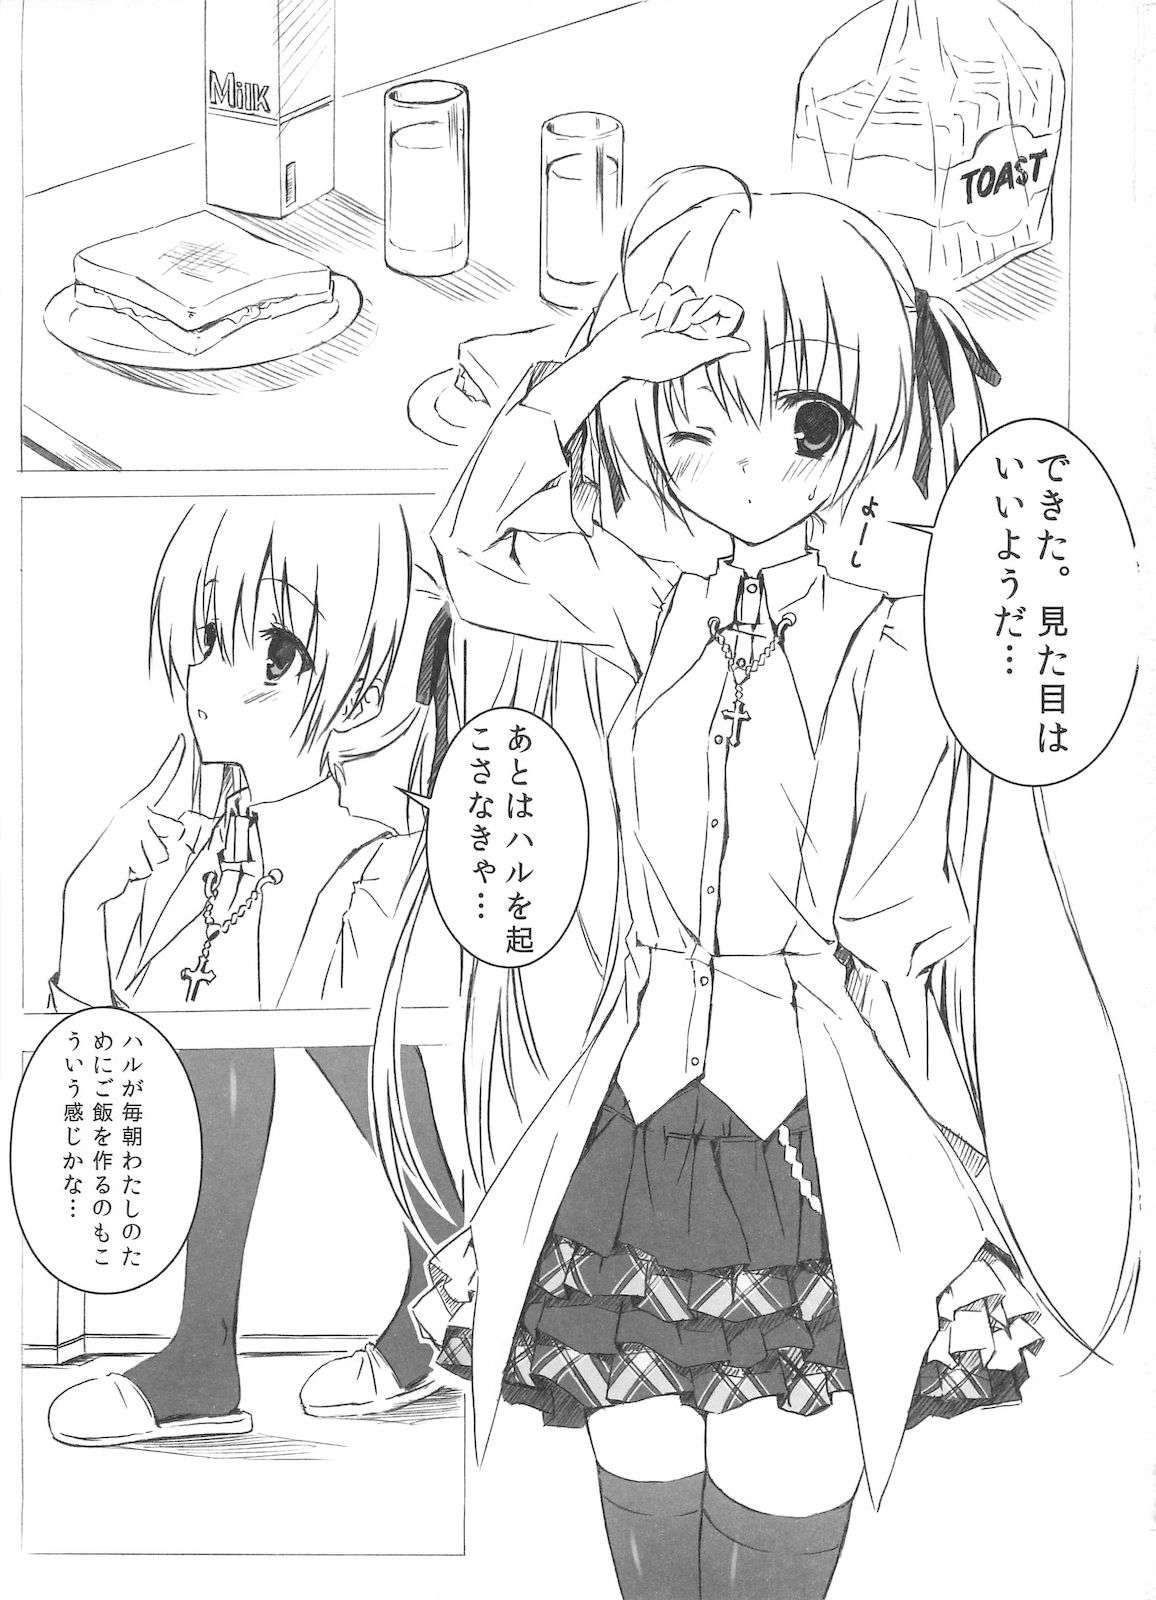 Milk
TOAST
できた。見た目は
いいようだ…
よーし
あとはハルを起
こさなきゃ…
ハルが毎朝わたしのた
めにご飯を作るのもこ
ういう感じかな…